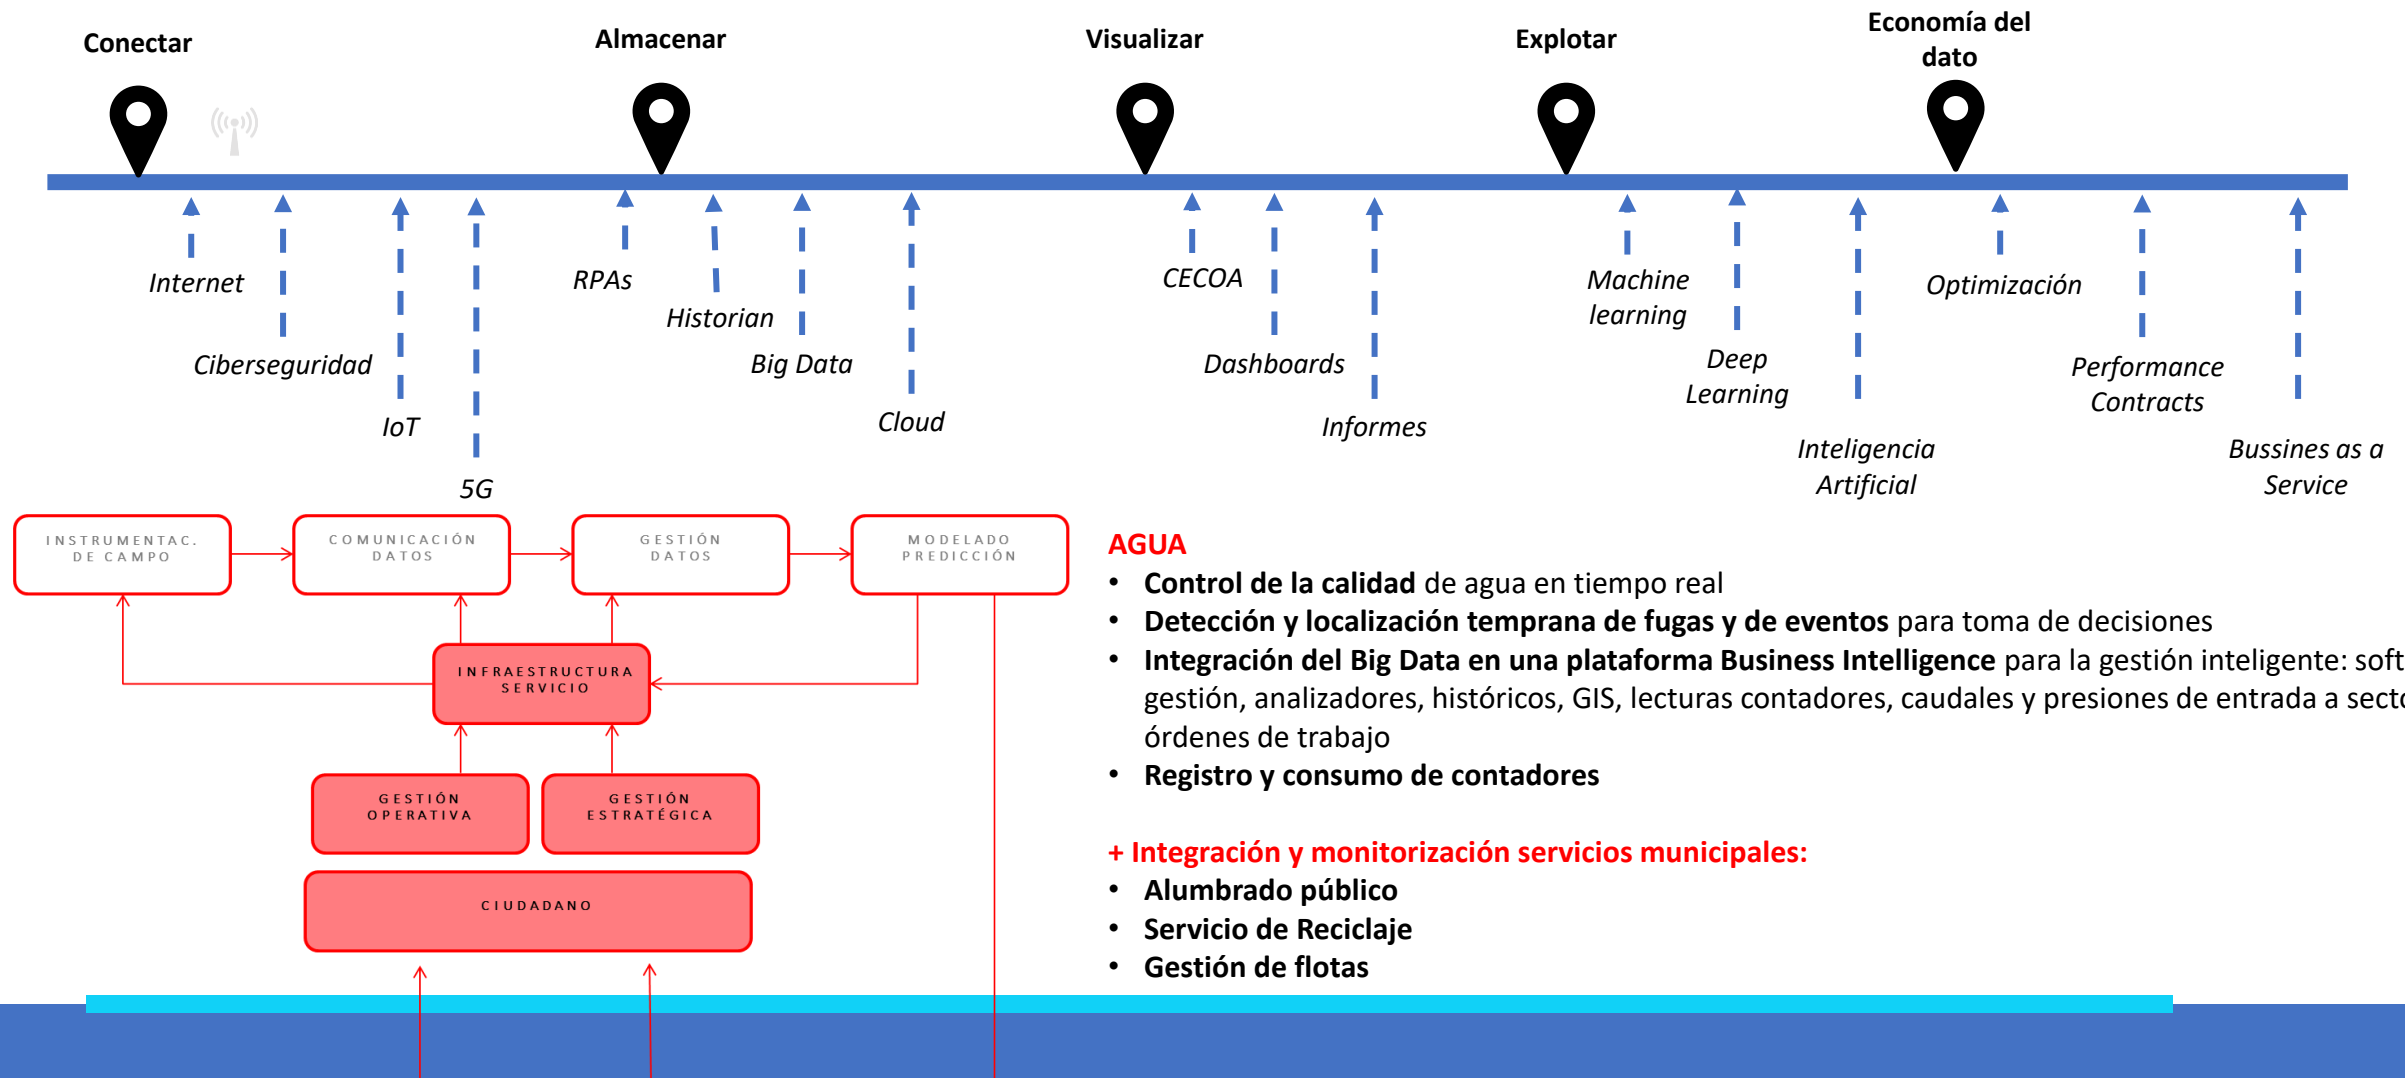 Conectar
Almacenar
Visualizar
Explotar
Economía del
dato
Internet
Ciberseguridad
IoT
5G
RPAs
Historian
Big Data
Cloud
CECOA
Dashboards
Informes
Machine
learning
Deep
Learning
Inteligencia
Artificial
Optimización
Performance
Contracts
Bussines as a
Service
INSTRUMENTAC.
DE CAMPO
COMUNICACIÓN
DATOS
GESTIÓN
DATOS
MODELADO
PREDICCIÓN
INFRAESTRUCTURA
SERVICIO
GESTIÓN
OPERATIVA
GESTIÓN
ESTRATÉGICA
CIUDADANO
AGUA
• Control de la calidad de agua en tiempo real
• Detección y localización temprana de fugas y de eventos para toma de decisiones
• Integración del Big Data en una plataforma Business Intelligence para la gestión inteligente: soft
gestión, analizadores, históricos, GIS, lecturas contadores, caudales y presiones de entrada a secto
órdenes de trabajo
• Registro y consumo de contadores
+ Integración y monitorización servicios municipales:
• Alumbrado público
• Servicio de Reciclaje
• Gestión de flotas